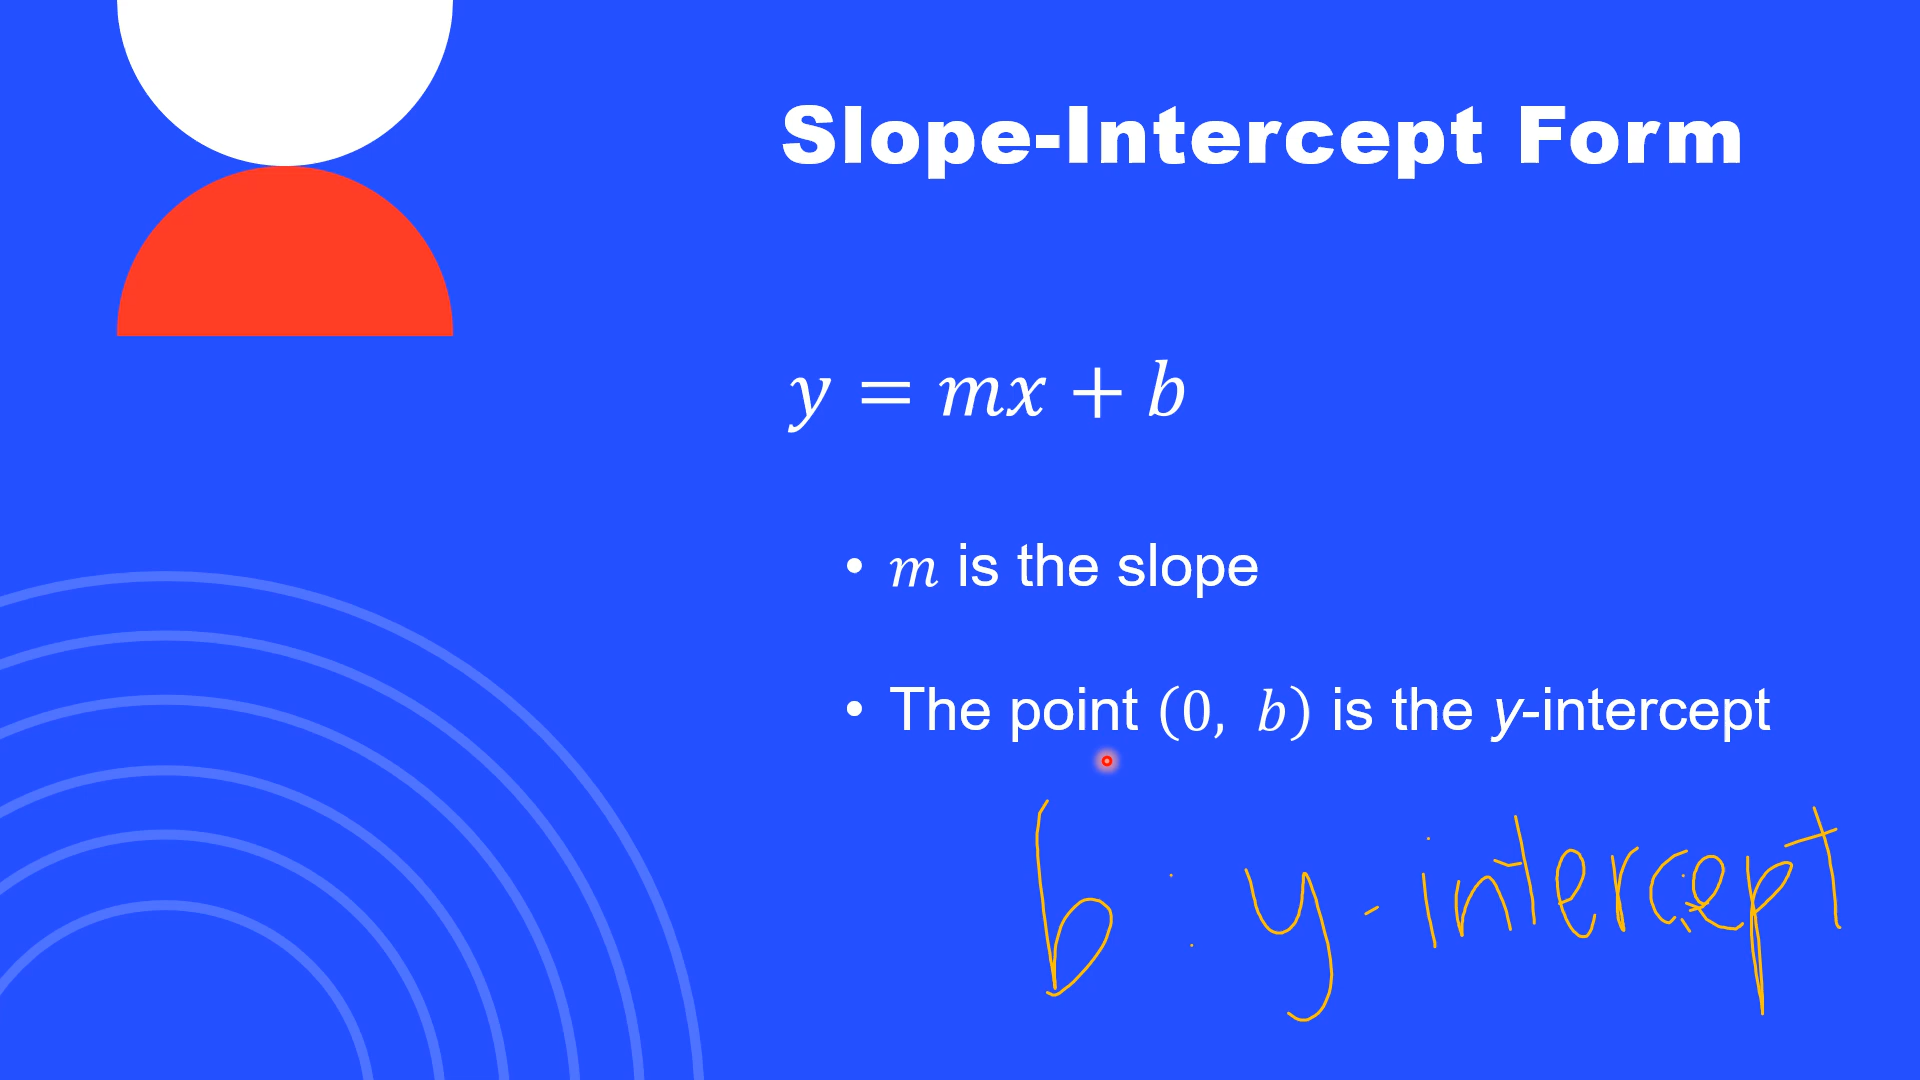 Slope-Intercept Form
y = mx + b
• m is the slope
• The point (0, b) is the y-intercept
b : y-intercept